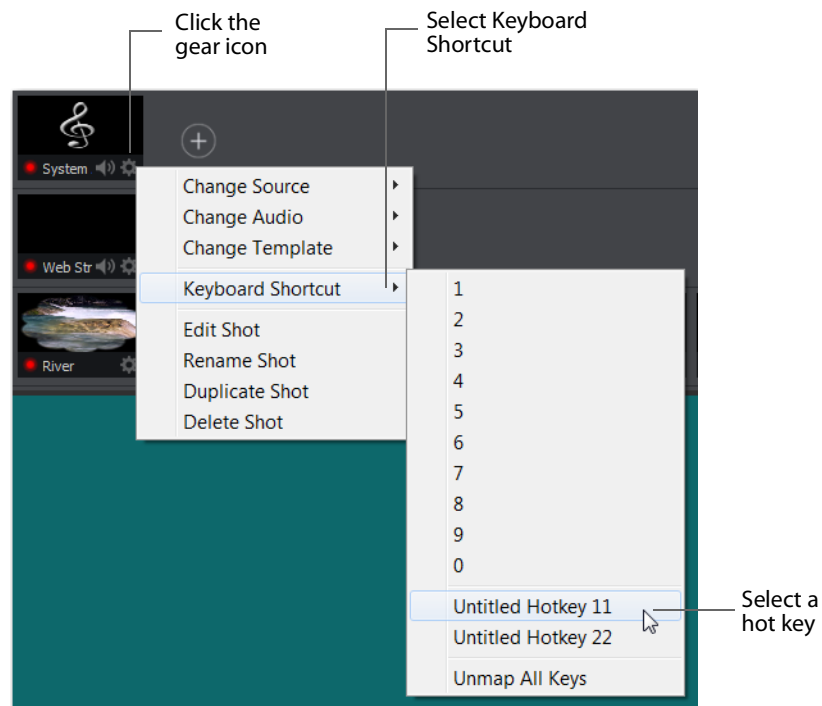 Click the
gear icon
Select Keyboard
Shortcut
System
Change Source
Change Audio
Change Template
Web Str
Keyboard Shortcut
Edit Shot
Rename Shot
Duplicate Shot
Delete Shot
River
1
2
3
4
5
6
7
8
9
0
Untitled Hotkey 11
Untitled Hotkey 22
Unmap All Keys
Select a
hot key